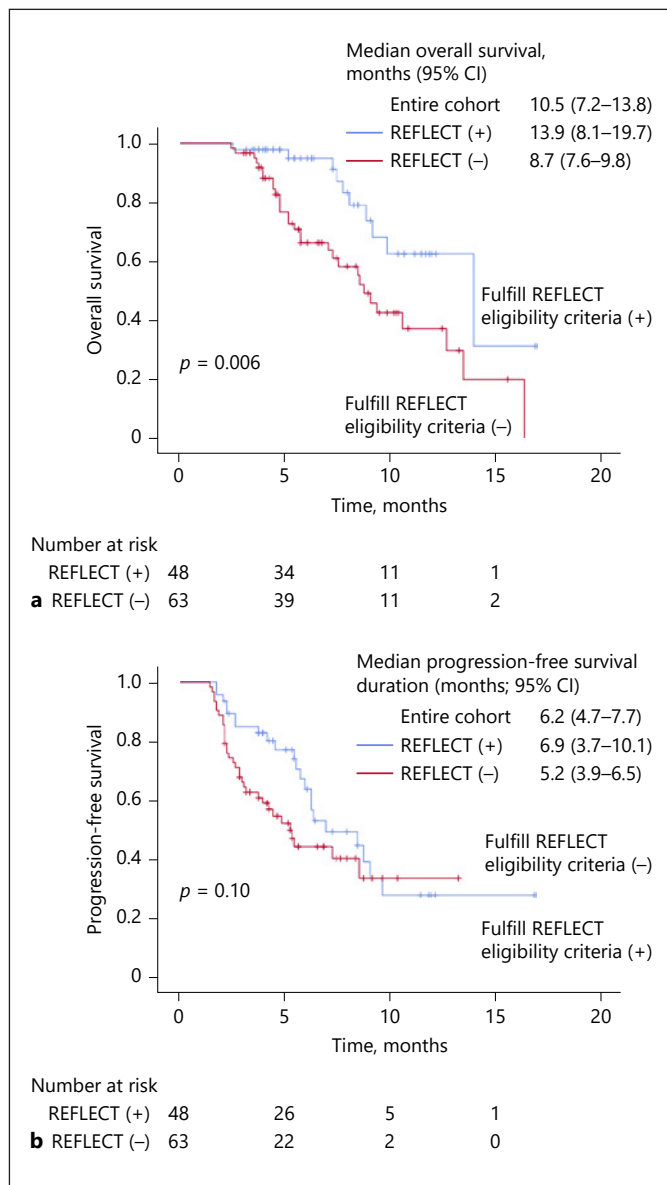 Median overall survival,
months (95% CI)
Entire cohort 10.5 (7.2–13.8)
REFLECT (+) 13.9 (8.1–19.7)
REFLECT (–) 8.7 (7.6–9.8)
1.0
0.8
0.6
0.4
0.2
0
Overall survival
Fulfill REFLECT
eligibility criteria (+)
p = 0.006
Fulfill REFLECT
eligibility criteria (–)
0 5 10 15 20
Time, months
Number at risk
REFLECT (+) 48 34 11 1
a REFLECT (–) 63 39 11 2
Median progression-free survival
duration (months; 95% CI)
Entire cohort 6.2 (4.7–7.7)
REFLECT (+) 6.9 (3.7–10.1)
REFLECT (–) 5.2 (3.9–6.5)
1.0
0.8
0.6
0.4
0.2
0
Progression-free survival
Fulfill REFLECT
eligibility criteria (–)
p = 0.10
Fulfill REFLECT
eligibility criteria (+)
0 5 10 15 20
Time, months
Number at risk
REFLECT (+) 48 26 5 1
b REFLECT (–) 63 22 2 0